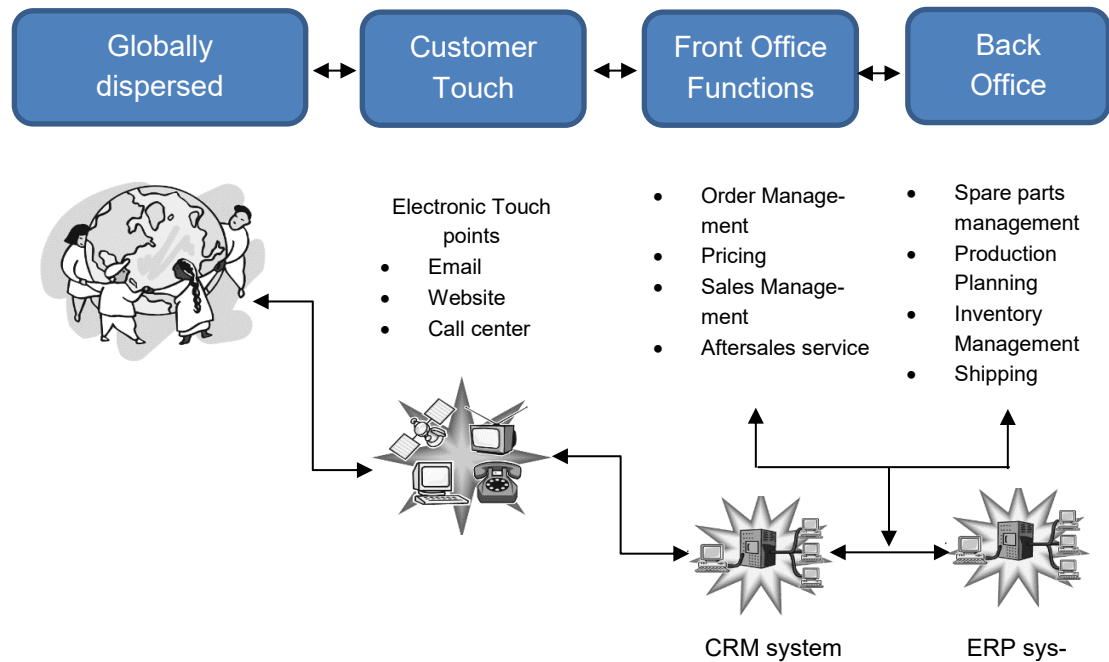 Globally
dispersed
Customer
Touch
Front Office
Functions
Back
Office
Electronic Touch
points
• Email
• Website
• Call center
• Order Manage-
ment
• Pricing
• Sales Manage-
ment
• Aftersales service
• Spare parts
management
• Production
Planning
• Inventory
Management
• Shipping
CRM system
ERP sys-